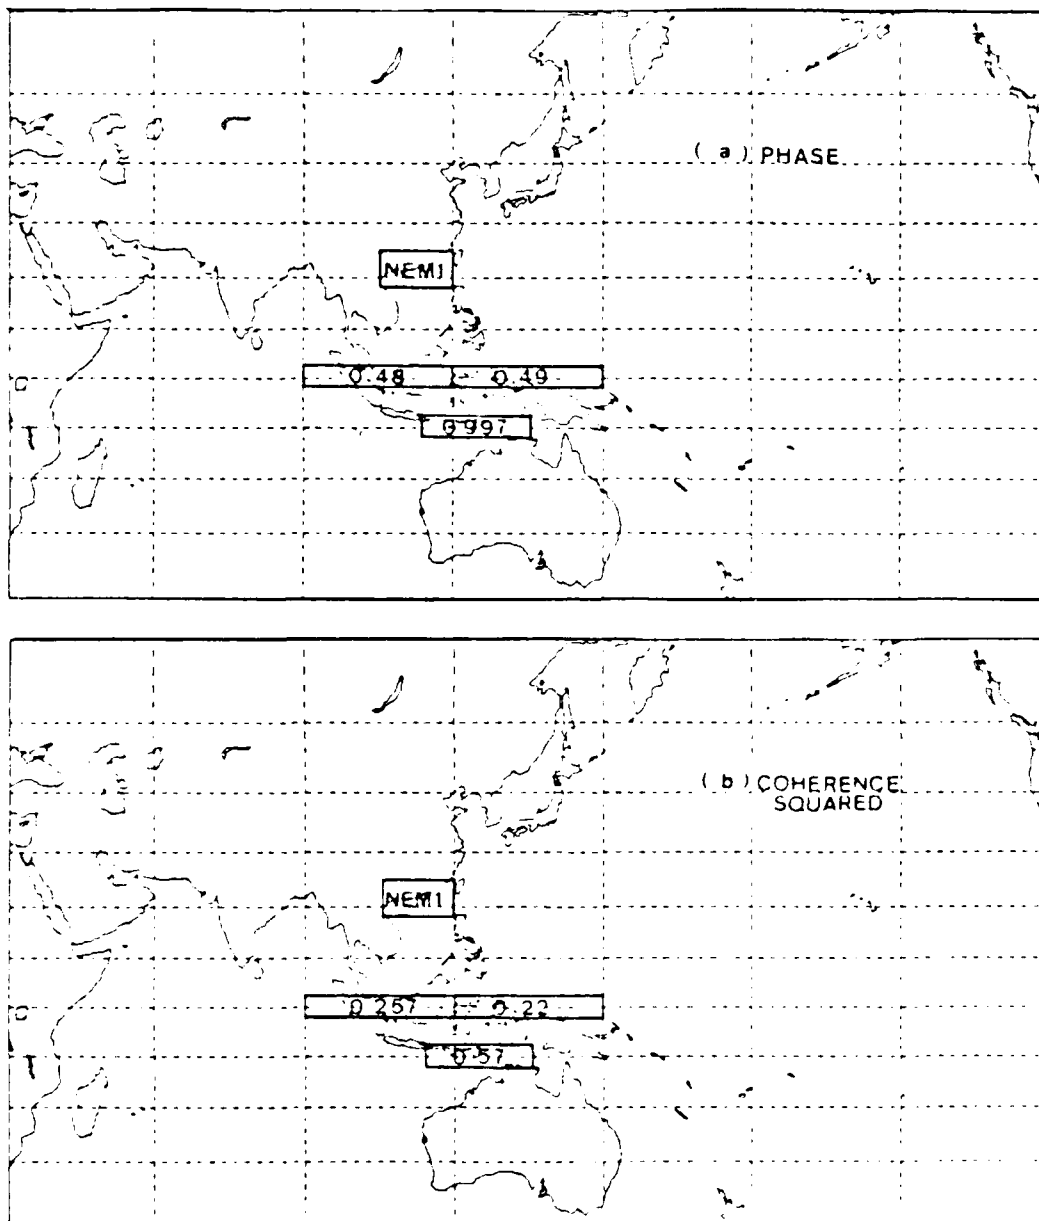 ( a ) PHASE
NEM1
0.48
0.49
0.997
( b ) COHERENCE
SQUARED
NEM1
0.257
0.22
0.57